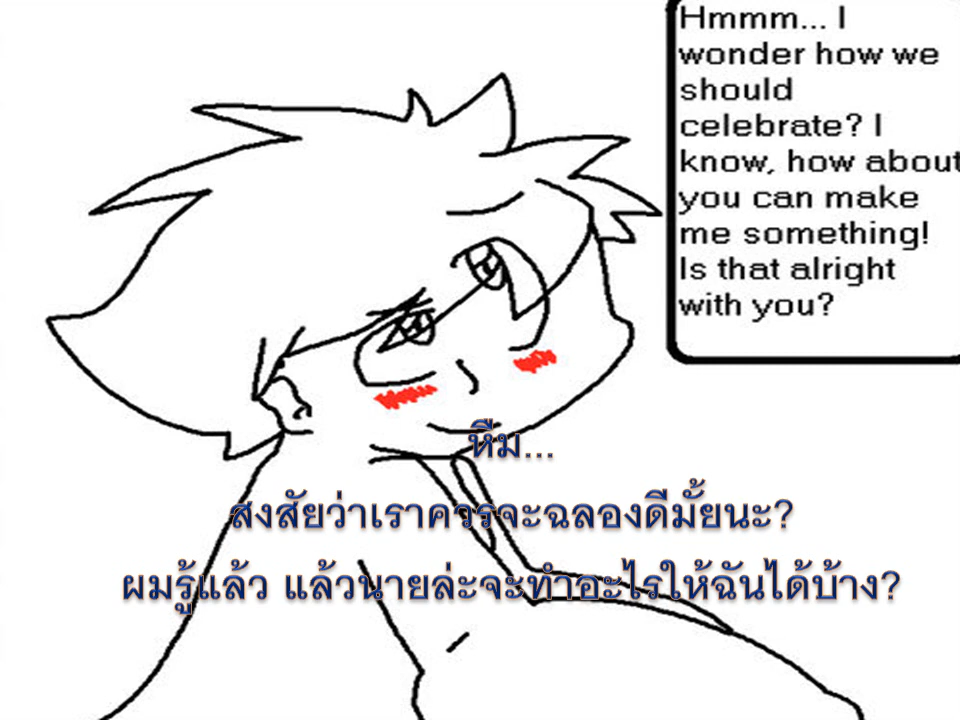 Hmmm... I
wonder how we
should
celebrate? I
know, how about
you can make
me something!
Is that alright
with you?
หืม...
สงสัยว่าเราควรจะฉลองดีมั้ยนะ?
ผมรู้แล้ว แล้วนายล่ะจะทำอะไรให้ฉันได้บ้าง?